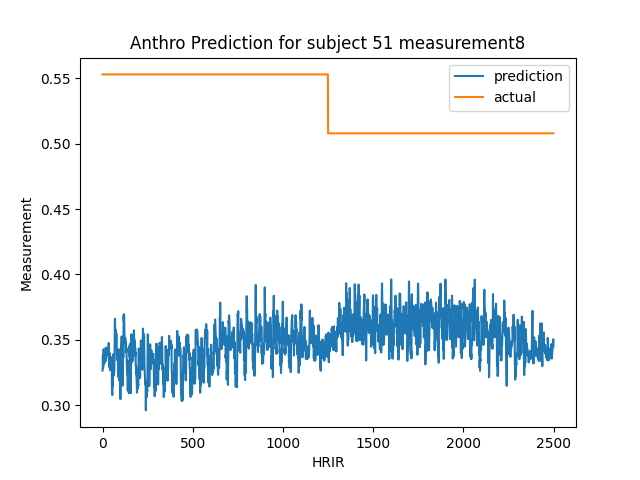 Anthro Prediction for subject 51 measurement8
prediction
actual
Measurement
0.55
0.50
0.45
0.40
0.35
0.30
0
500
1000
1500
2000
2500
HRIR